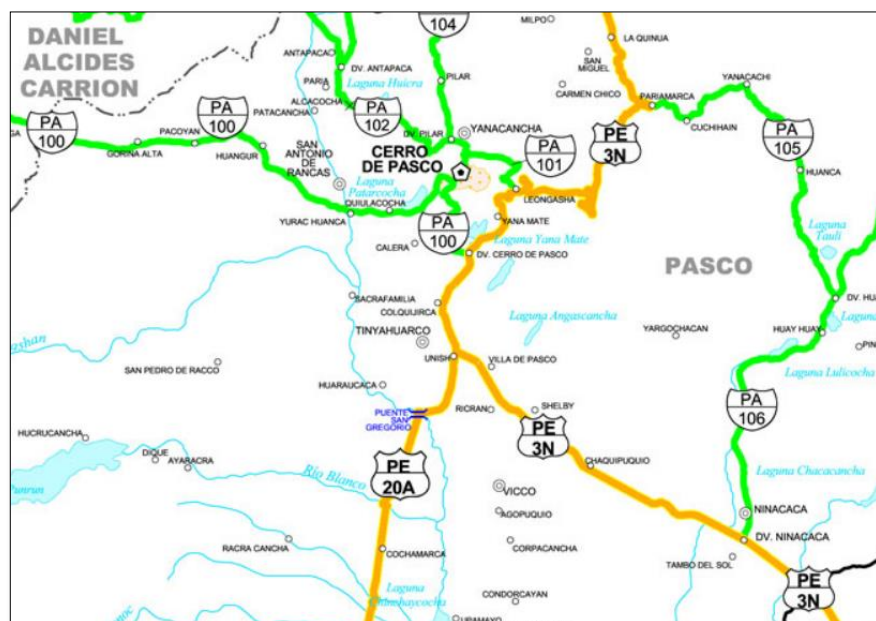 DANIEL
ALCIDES
CARRION
104
MILPO
LA QUINUA
SAN
MIGUEL
ANTAPACA
DV. ANTAPACA
PARIA
Laguna Huicra
PILAR
CARMEN CHICO
YANACACHI
PARIAMARCA
ALCACOCHA
PATACANCHA
PA
102
DV. PILAR
YANACANCHA
CUCHIHAIN
PA
100
PACOYAN
PA
100
GORINA ALTA
HUANGUR
SAN
ANTONIO
DE
RANCAS
CERRO
DE PASCO
PA
101
PE
3N
PA
105
HUANCA
Laguna
Patarcocha
QUIULACOCHA
LEONGASHA
YURAC HUANCA
PA
100
YANA MATE
CALERA
Laguna Yana Mate
DV. CERRO DE PASCO
Laguna
Tauli
PASCO
SACRAFAMILIA
COLQUIJIRCA
DV. HU
TINYAHUARCO
Laguna Angascancha
YARGOCHACAN
HUAY HUAY
Laguna
PIN
UNISH
VILLA DE PASCO
SAN PEDRO DE RACCO
Laguna Lulicocha
HUARAUCACA
PUENTE
SAN
GREGORIO
RICRAN
SHELBY
PA
106
HUCRUCANCHA
PE
3N
DIQUE
AYARACRA
CHAQUIPUQUIO
PE
20A
Río Blanco
Laguna Chacacancha
VICCO
NINACACA
AGOPUQUIO
RACRA CANCHA
COCHAMARCA
CORPACANCHA
DV. NINACACA
TAMBO DEL SOL
PE
3N
Laguna
CONDORCAYAN
UPAMAYO